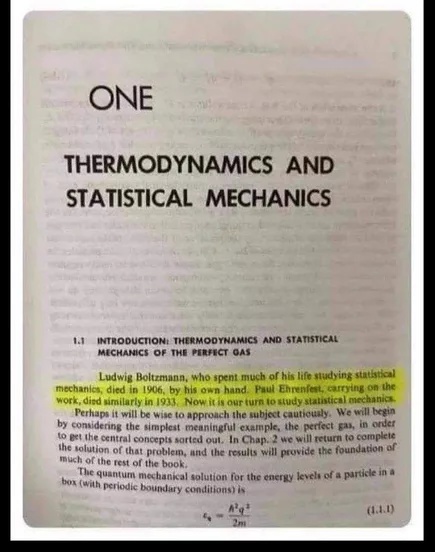 ONE
THERMODYNAMICS AND
STATISTICAL MECHANICS
1.1 INTRODUCTION: THERMODYNAMICS AND STATISTICAL
MECHANICS OF THE PERFECT GAS
Ludwig Boltzmann, who spent much of his life studying statistical
mechanics, died in 1906, by his own hand. Paul Ehrenfest, carrying on the
work, died similarly in 1933. Now it is our turn to study statistical mechanics.
Perhaps it will be wise to approach the subject cautiously. We will begin
by considering the simplest meaningful example, the perfect gas, in order
to get the central concepts sorted out. In Chap. 2 we will return to complete
the solution of that problem, and the results will provide the foundation of
much of the rest of the book.
The quantum mechanical solution for the energy levels of a particle in a
box (with periodic boundary conditions) is
ε_q = ħ²q²/2m (1.1.1)